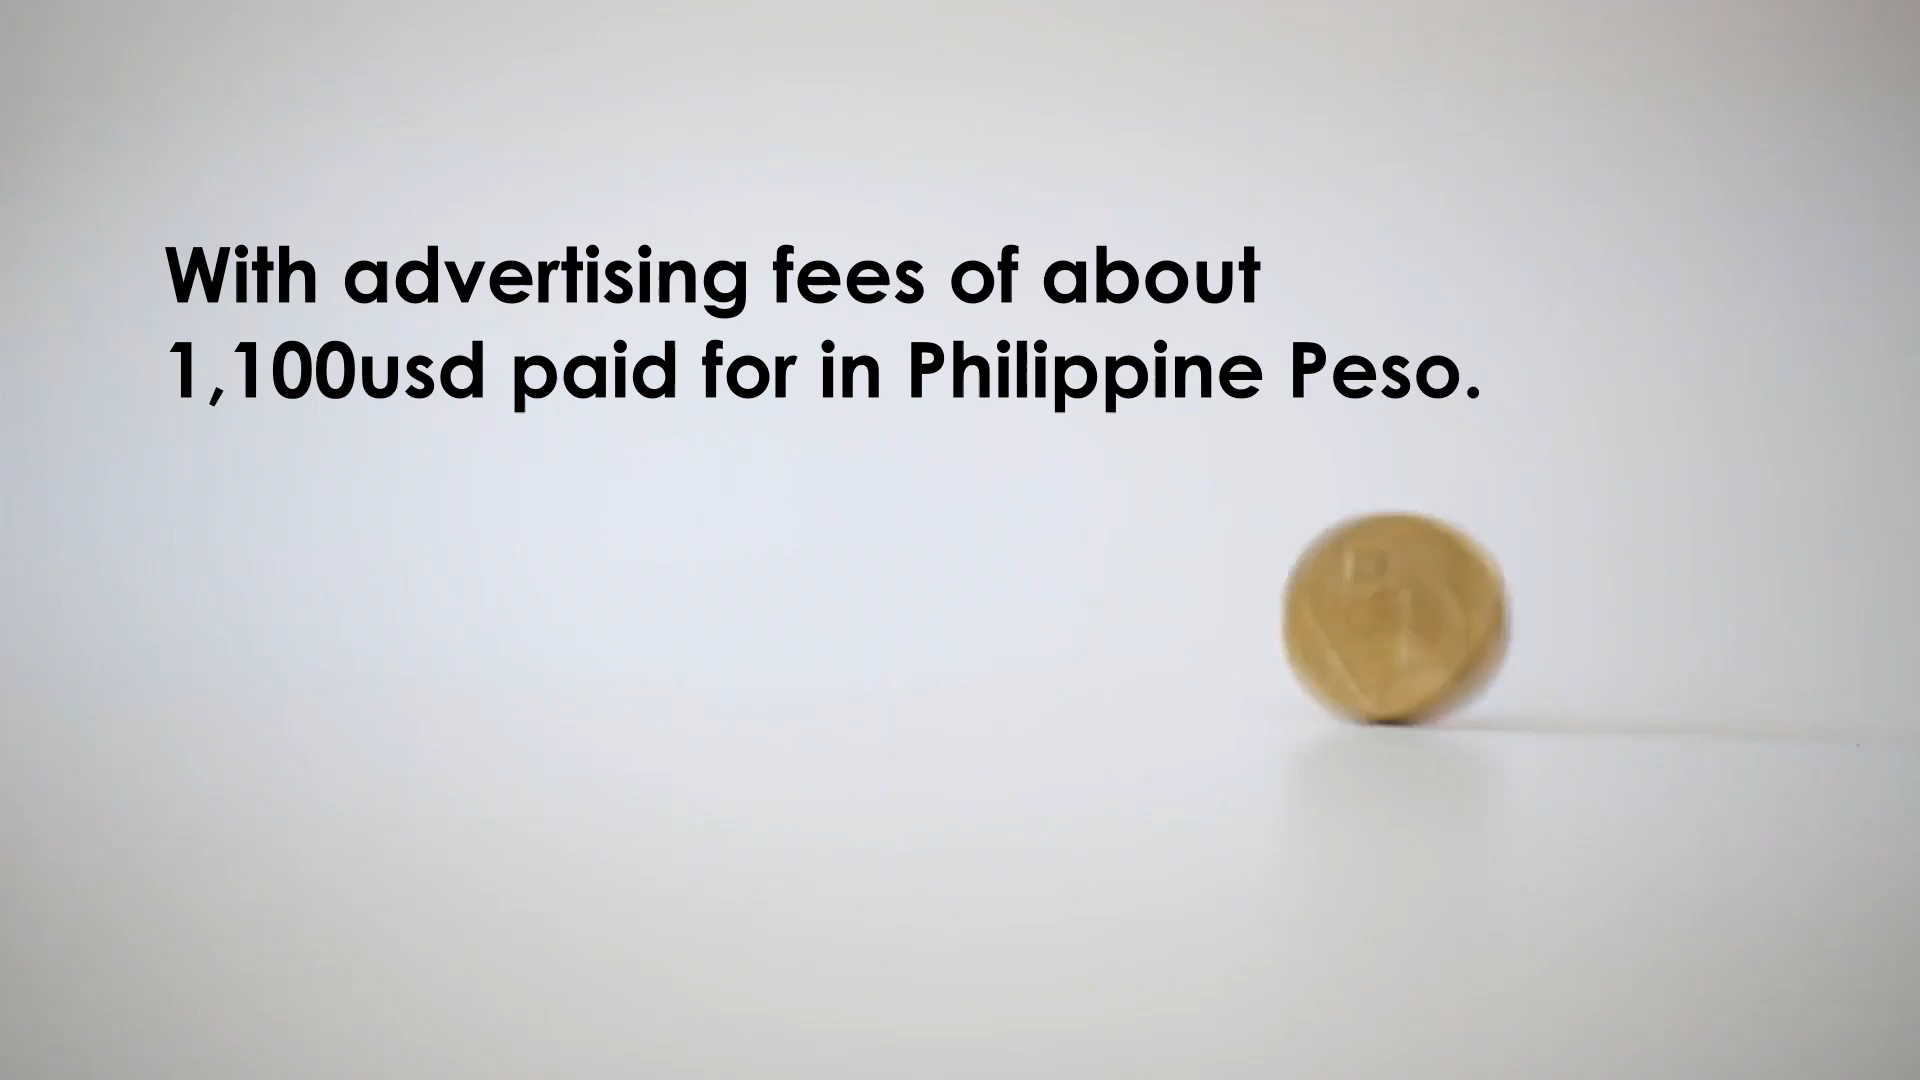 With advertising fees of about
1,100usd paid for in Philippine Peso.